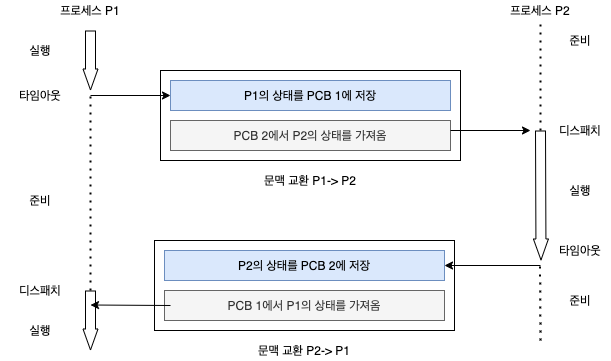 프로세스 P1
프로세스 P2
실행
준비
타임아웃
P1의 상태를 PCB 1에 저장
PCB 2에서 P2의 상태를 가져옴
디스패치
문맥 교환 P1-> P2
준비
실행
P2의 상태를 PCB 2에 저장
타임아웃
디스패치
PCB 1에서 P1의 상태를 가져옴
준비
실행
문맥 교환 P2-> P1